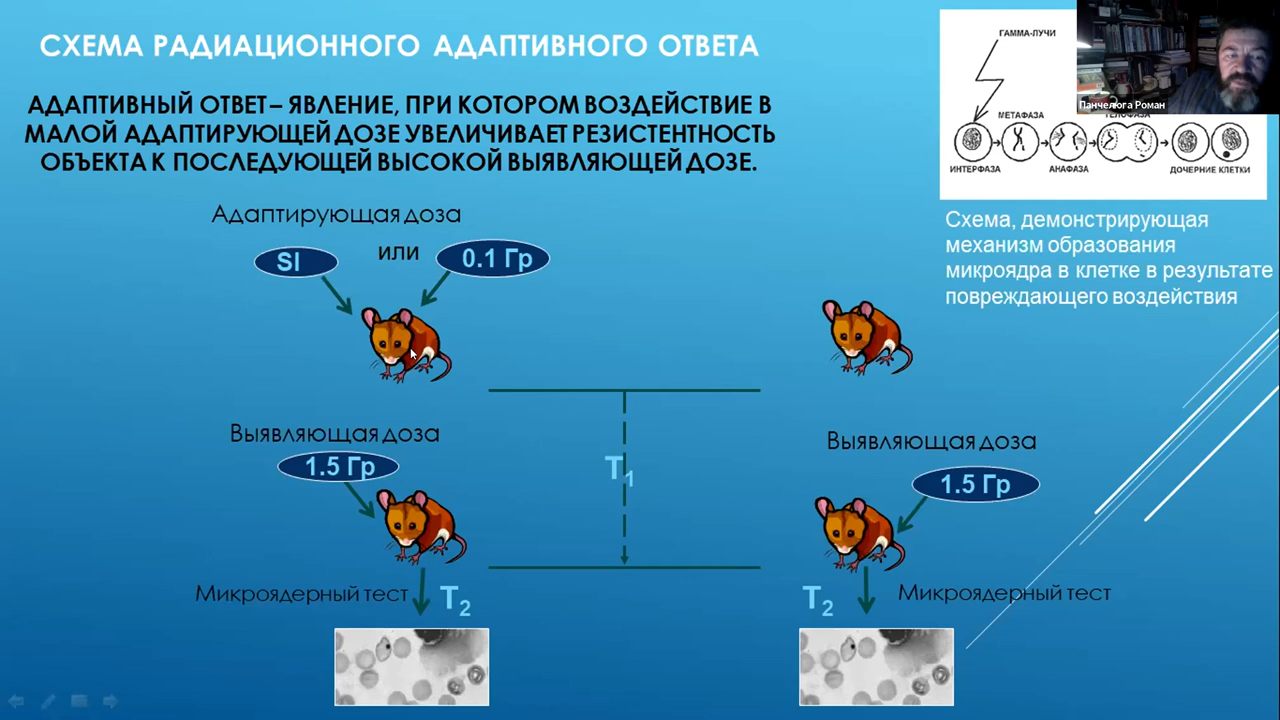 СХЕМА РАДИАЦИОННОГО АДАПТИВНОГО ОТВЕТА
АДАПТИВНЫЙ ОТВЕТ – ЯВЛЕНИЕ, ПРИ КОТОРОМ ВОЗДЕЙСТВИЕ В
МАЛОЙ АДАПТИРУЮЩЕЙ ДОЗЕ УВЕЛИЧИВАЕТ РЕЗИСТЕНТНОСТЬ
ОБЪЕКТА К ПОСЛЕДУЮЩЕЙ ВЫСОКОЙ ВЫЯВЛЯЮЩЕЙ ДОЗЕ.
ГАММА-ЛУЧИ
Панчелюга Роман
МЕТАФАЗА
ТЕЛОФАЗА
ИНТЕРФАЗА
АНАФАЗА
ДОЧЕРНИЕ КЛЕТКИ
Схема, демонстрирующая
механизм образования
микроядра в клетке в результате
повреждающего воздействия
Адаптирующая доза
SI
или
0.1 Гр
Выявляющая доза
1.5 Гр
T1
Выявляющая доза
1.5 Гр
Микроядерный тест
T2
T2
Микроядерный тест